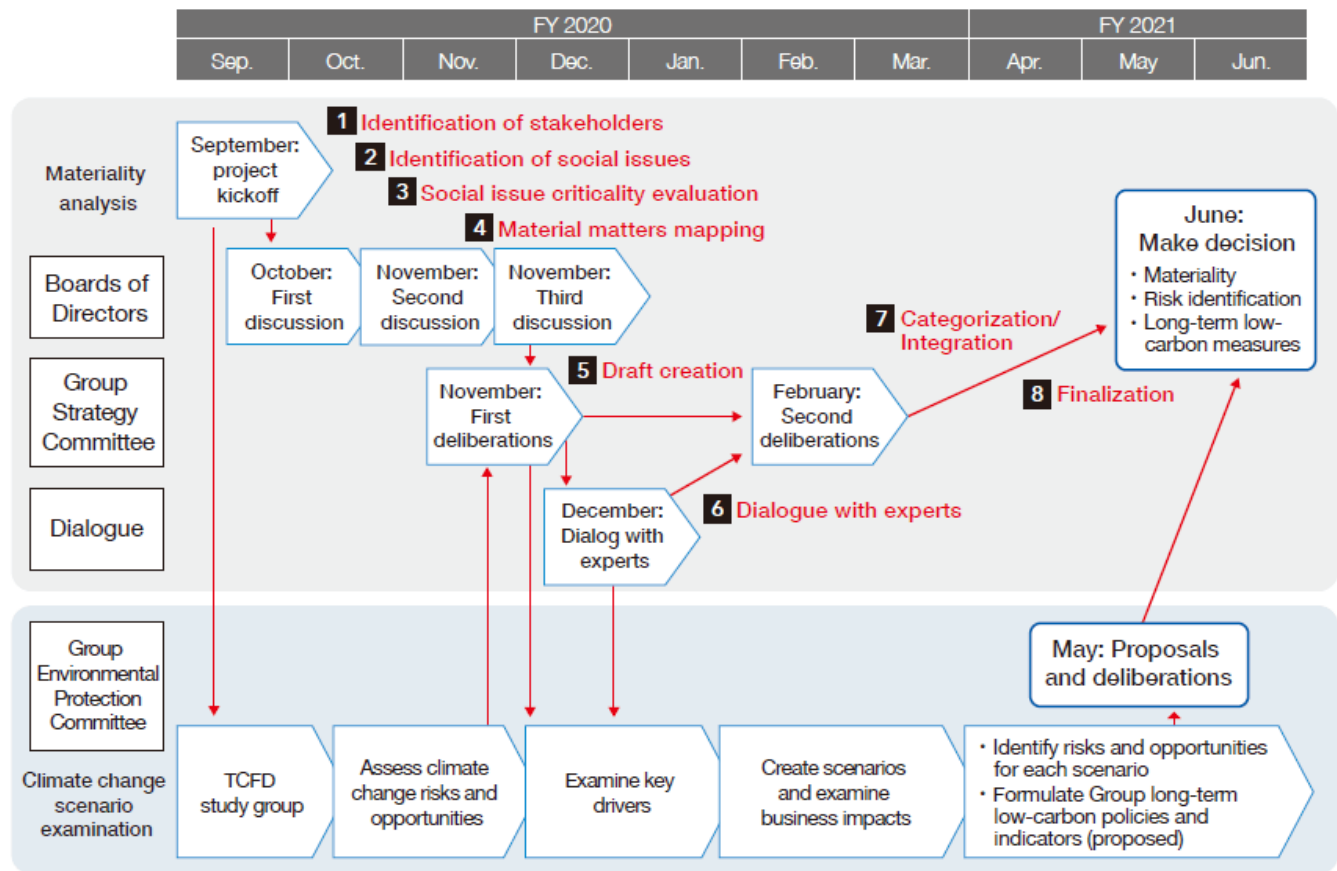 FY 2020
FY 2021
Sep.
Oct.
Nov.
Dec.
Jan.
Feb.
Mar.
Apr.
May
Jun.
Materiality
analysis
September:
project
kickoff
1 Identification of stakeholders
2 Identification of social issues
3 Social issue criticality evaluation
4 Material matters mapping
Boards of
Directors
October:
First
discussion
November:
Second
discussion
November:
Third
discussion
7 Categorization/
Integration
June:
Make decision
・Materiality
・Risk identification
・Long-term low-
carbon measures
Group
Strategy
Committee
November:
First
deliberations
5 Draft creation
February:
Second
deliberations
8 Finalization
Dialogue
December:
Dialog with
experts
6 Dialogue with experts
Group
Environmental
Protection
Committee
May: Proposals
and deliberations
Climate change
scenario
examination
TCFD
study group
Assess climate
change risks and
opportunities
Examine key
drivers
Create scenarios
and examine
business impacts
・Identify risks and opportunities
for each scenario
・Formulate Group long-term
low-carbon policies and
indicators (proposed)